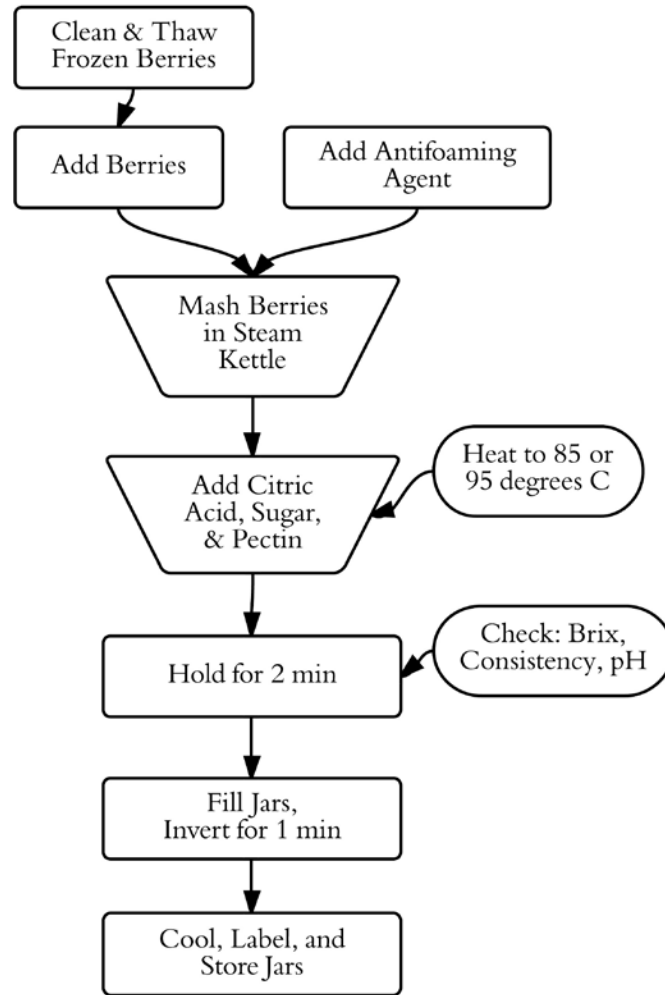 Clean & Thaw
Frozen Berries
Add Berries
Add Antifoaming
Agent
Mash Berries
in Steam
Kettle
Add Citric
Acid, Sugar,
& Pectin
Heat to 85 or
95 degrees C
Hold for 2 min
Check: Brix,
Consistency, pH
Fill Jars,
Invert for 1 min
Cool, Label, and
Store Jars